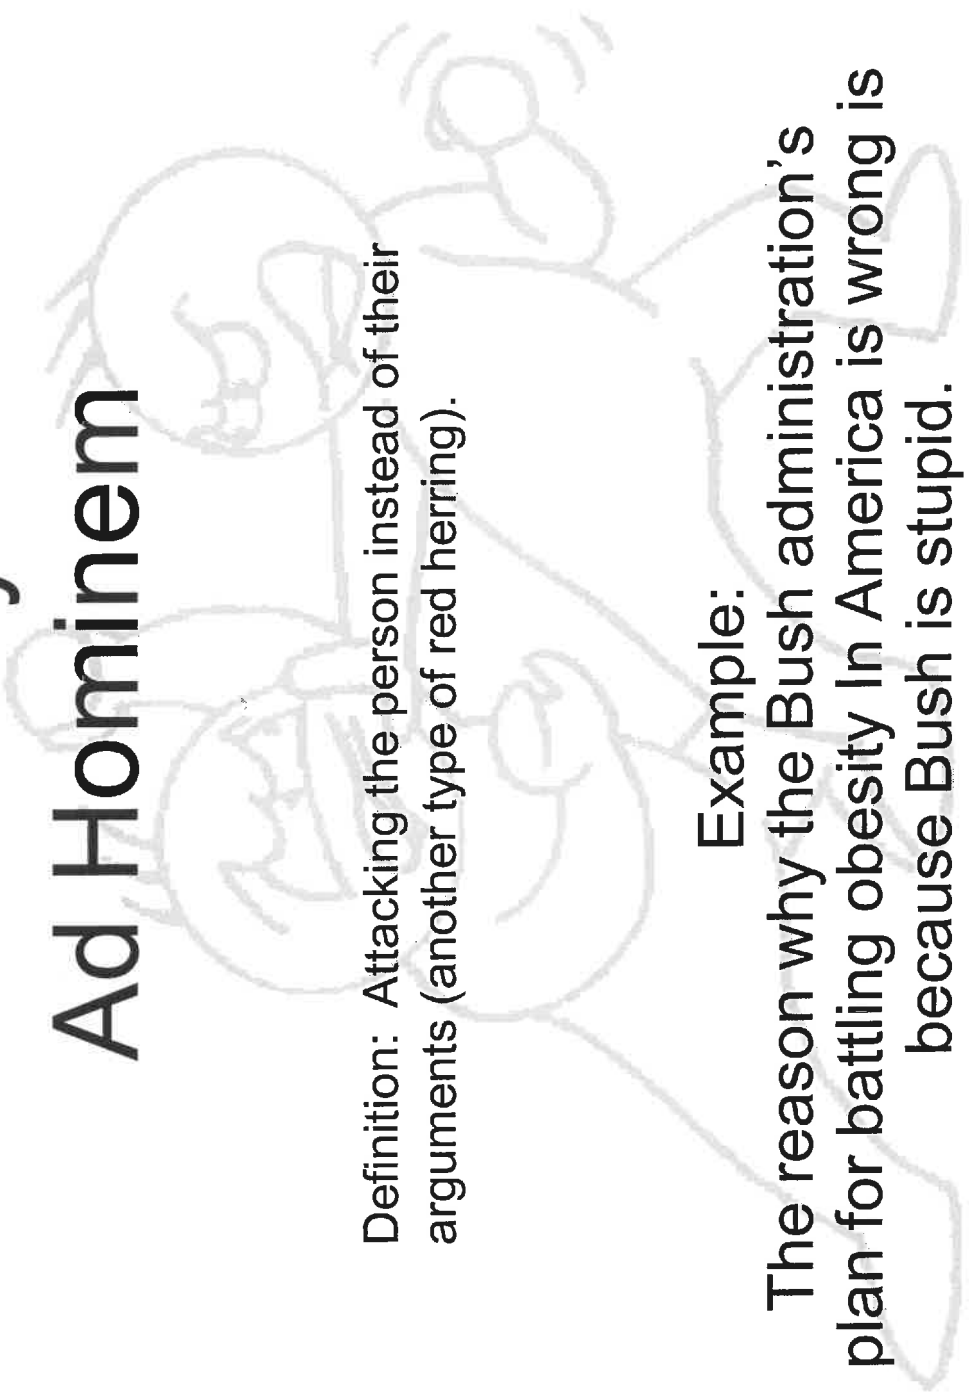 Ad Hominem
Definition: Attacking the person instead of their
arguments (another type of red herring).
Example:
The reason why the Bush administration's
plan for battling obesity In America is wrong is
because Bush is stupid.